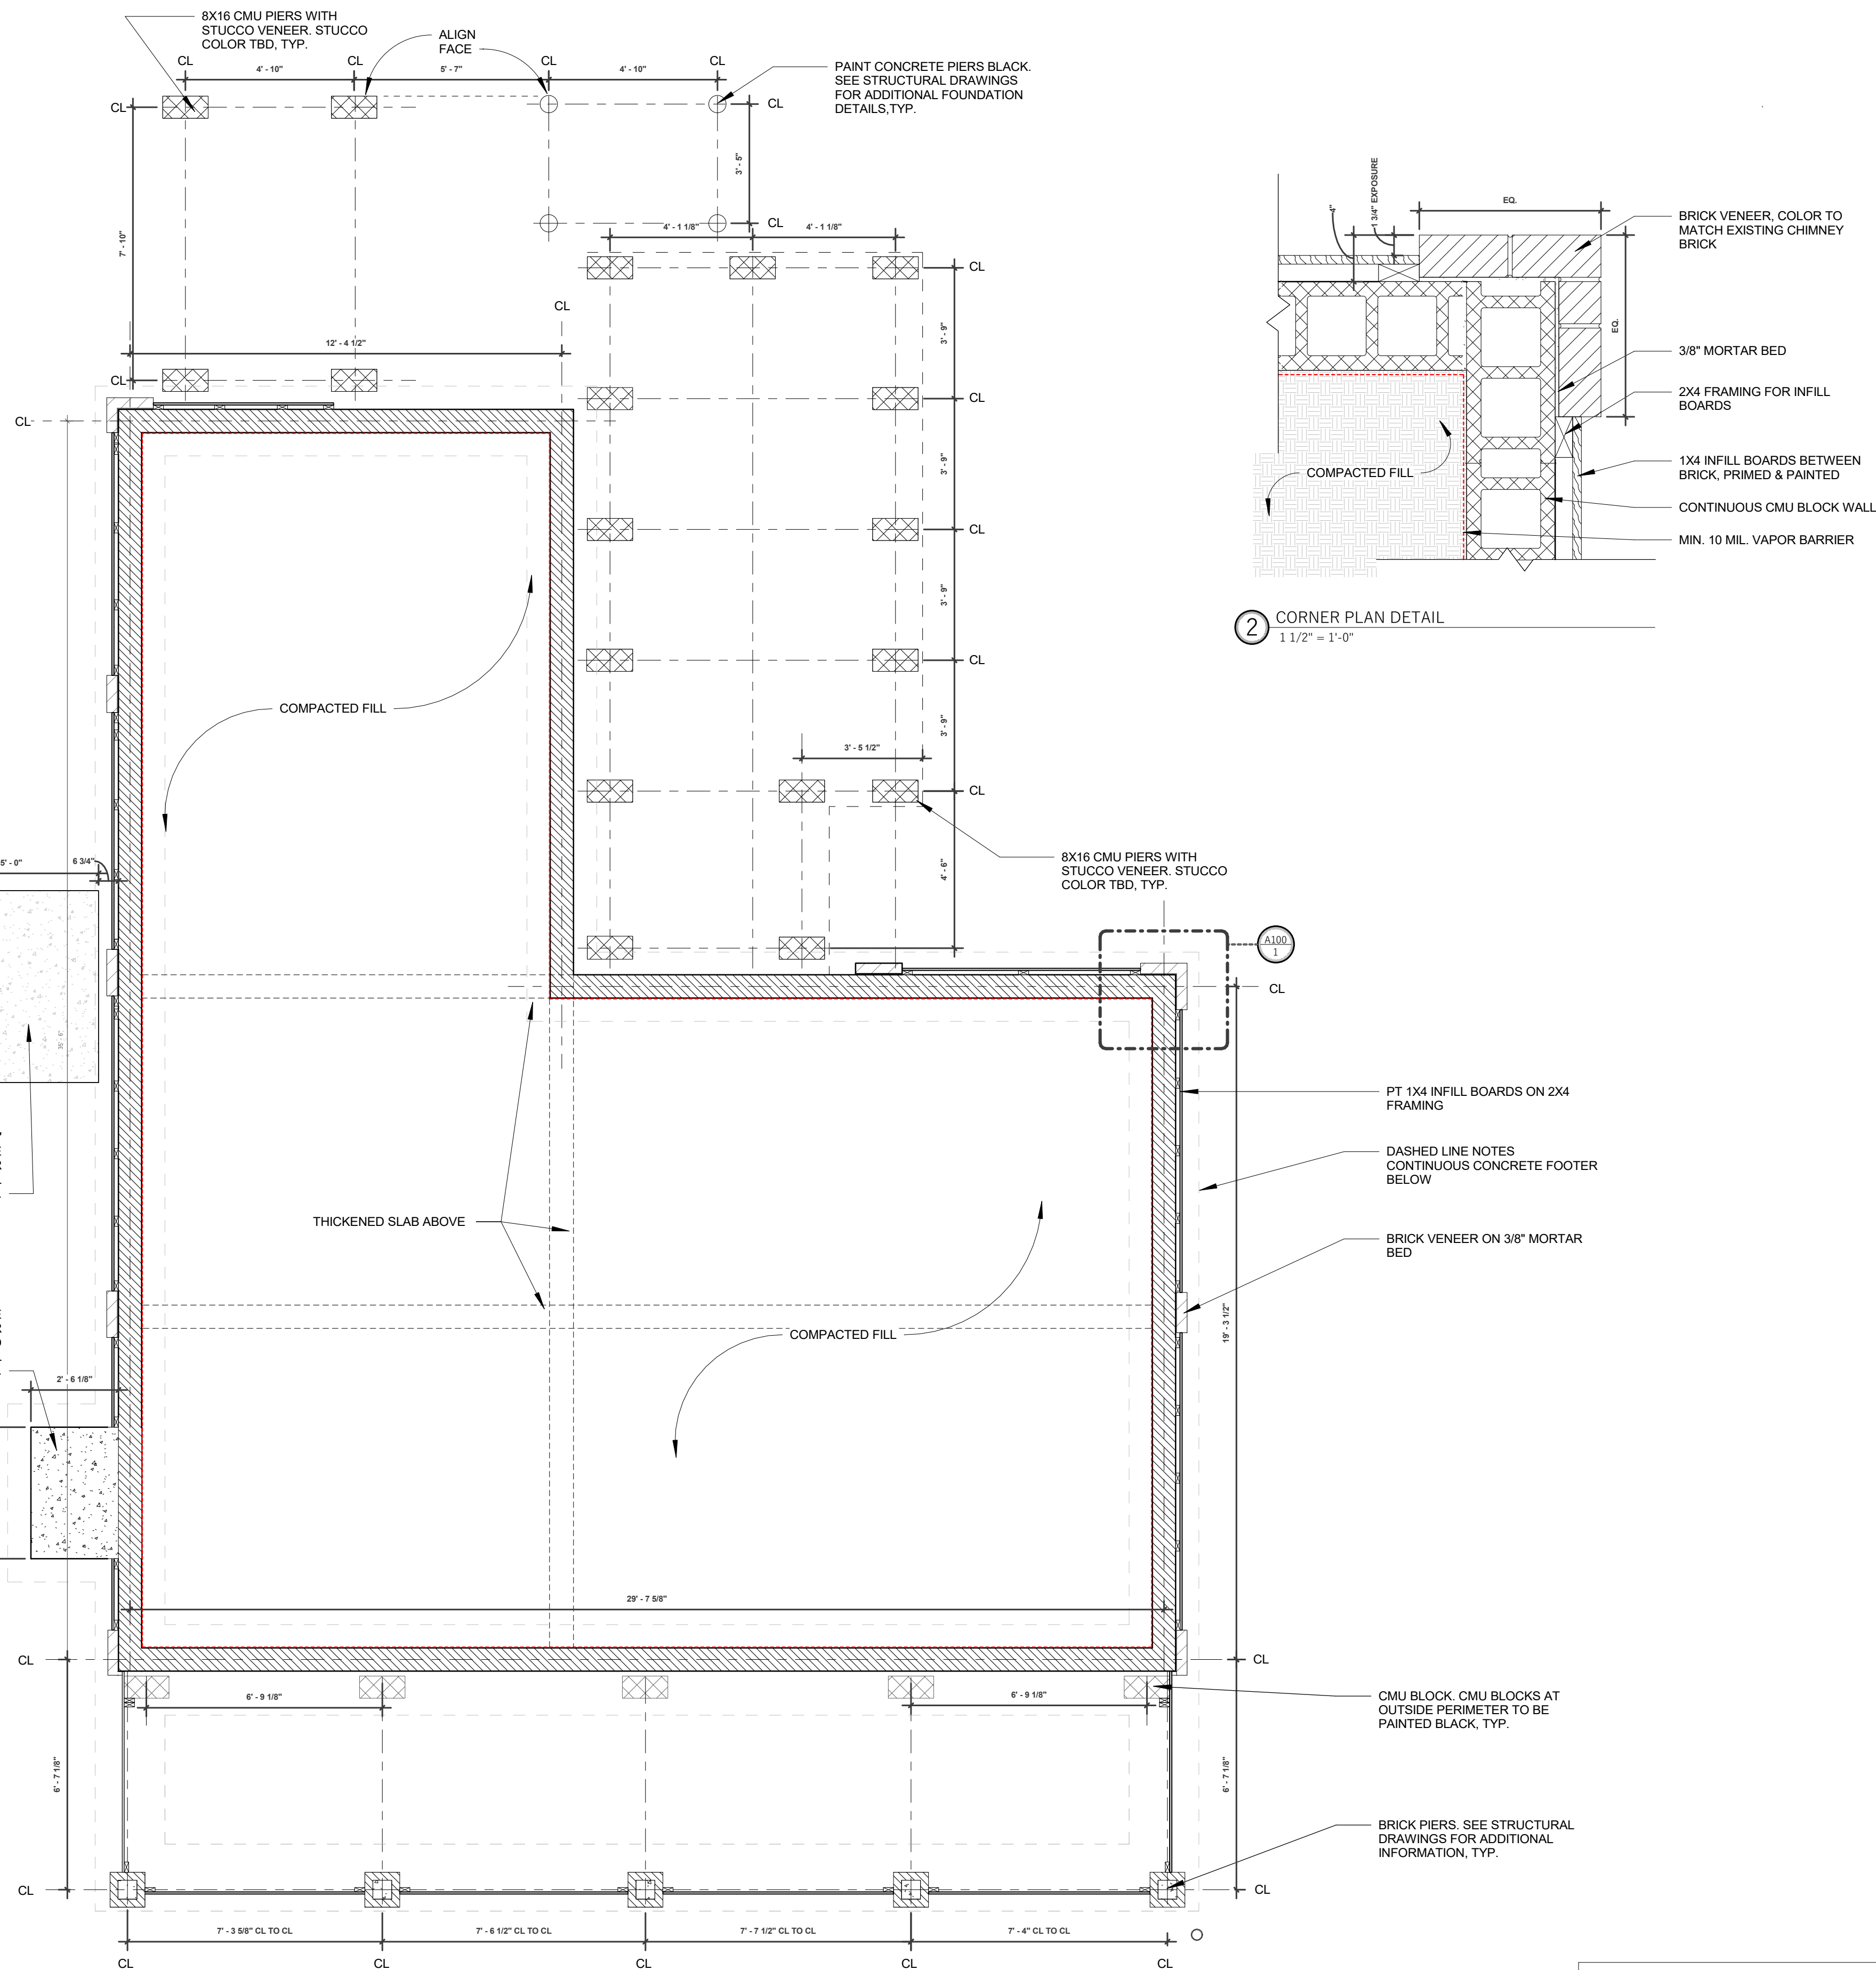 8X16 CMU PIERS WITH
STUCCO VENEER. STUCCO
COLOR TBD, TYP.
ALIGN
FACE
CL
CL
CL
CL
4' - 10"
5' - 7"
4' - 10"
PAINT CONCRETE PIERS BLACK.
SEE STRUCTURAL DRAWINGS
FOR ADDITIONAL FOUNDATION
DETAILS,TYP.
CL
CL
3' - 5"
CL
7' - 10"
4' - 1 1/8"
4' - 1 1/8"
CL
CL
12' - 4 1/2"
3' - 9"
CL
CL
CL
3' - 9"
CL
3' - 9"
CL
COMPACTED FILL
3' - 9"
3' - 5 1/2"
CL
8X16 CMU PIERS WITH
STUCCO VENEER. STUCCO
COLOR TBD, TYP.
4' - 6"
5' - 0"
6 3/4"
A100
1
CL
35' - 6"
PT 1X4 INFILL BOARDS ON 2X4
FRAMING
DASHED LINE NOTES
CONTINUOUS CONCRETE FOOTER
BELOW
THICKENED SLAB ABOVE
BRICK VENEER ON 3/8" MORTAR
BED
19' - 3 1/2"
COMPACTED FILL
2' - 6 1/8"
29' - 7 5/8"
CL
CL
6' - 9 1/8"
6' - 9 1/8"
CMU BLOCK. CMU BLOCKS AT
OUTSIDE PERIMETER TO BE
PAINTED BLACK, TYP.
6' - 7 1/8"
6' - 7 1/8"
BRICK PIERS. SEE STRUCTURAL
DRAWINGS FOR ADDITIONAL
INFORMATION, TYP.
CL
CL
7' - 3 5/8" CL TO CL
7' - 6 1/2" CL TO CL
7' - 7 1/2" CL TO CL
7' - 4" CL TO CL
CL
CL
CL
CL
CL
4"
1 3/4" EXPOSURE
EQ.
BRICK VENEER, COLOR TO
MATCH EXISTING CHIMNEY
BRICK
EQ.
3/8" MORTAR BED
2X4 FRAMING FOR INFILL
BOARDS
1X4 INFILL BOARDS BETWEEN
BRICK, PRIMED & PAINTED
COMPACTED FILL
CONTINUOUS CMU BLOCK WALL
MIN. 10 MIL. VAPOR BARRIER
2
CORNER PLAN DETAIL
1 1/2" = 1'-0"